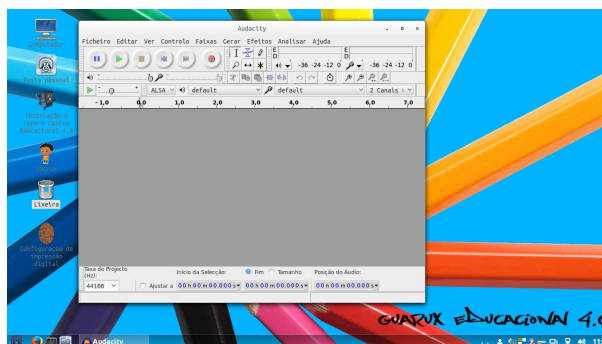 Computador
Pasta pessoal
Instalação e
reparo Guarux
Educacional 4.0
Lixeira
Configuração de
impressão
digital
Audacity
Ficheiro Editar Ver Controlo Faixas Gerar Efeitos Analisar Ajuda
E
D
-36 -24 -12 0
E
D
-36 -24 -12 0
ALSA
default
default
2 Canais
-1,0 0,0 1,0 2,0 3,0 4,0 5,0 6,0 7,0
Taxa do Projecto
(Hz):
Início da Selecção:
Fim
Tamanho
Posição do Áudio:
44100
Ajustar a
00 h 00 m 00.000 s
00 h 00 m 00.000 s
00 h 00 m 00.000 s
GUARUX EDUCACIONAL 4.0
Audacity